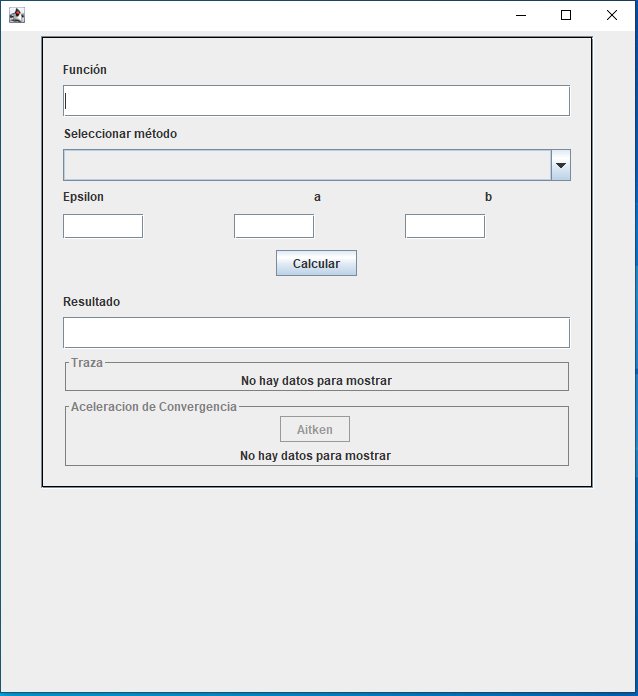 Función
Seleccionar método
Epsilon a b
Calcular
Resultado
Traza
No hay datos para mostrar
Aceleracion de Convergencia
Aitken
No hay datos para mostrar